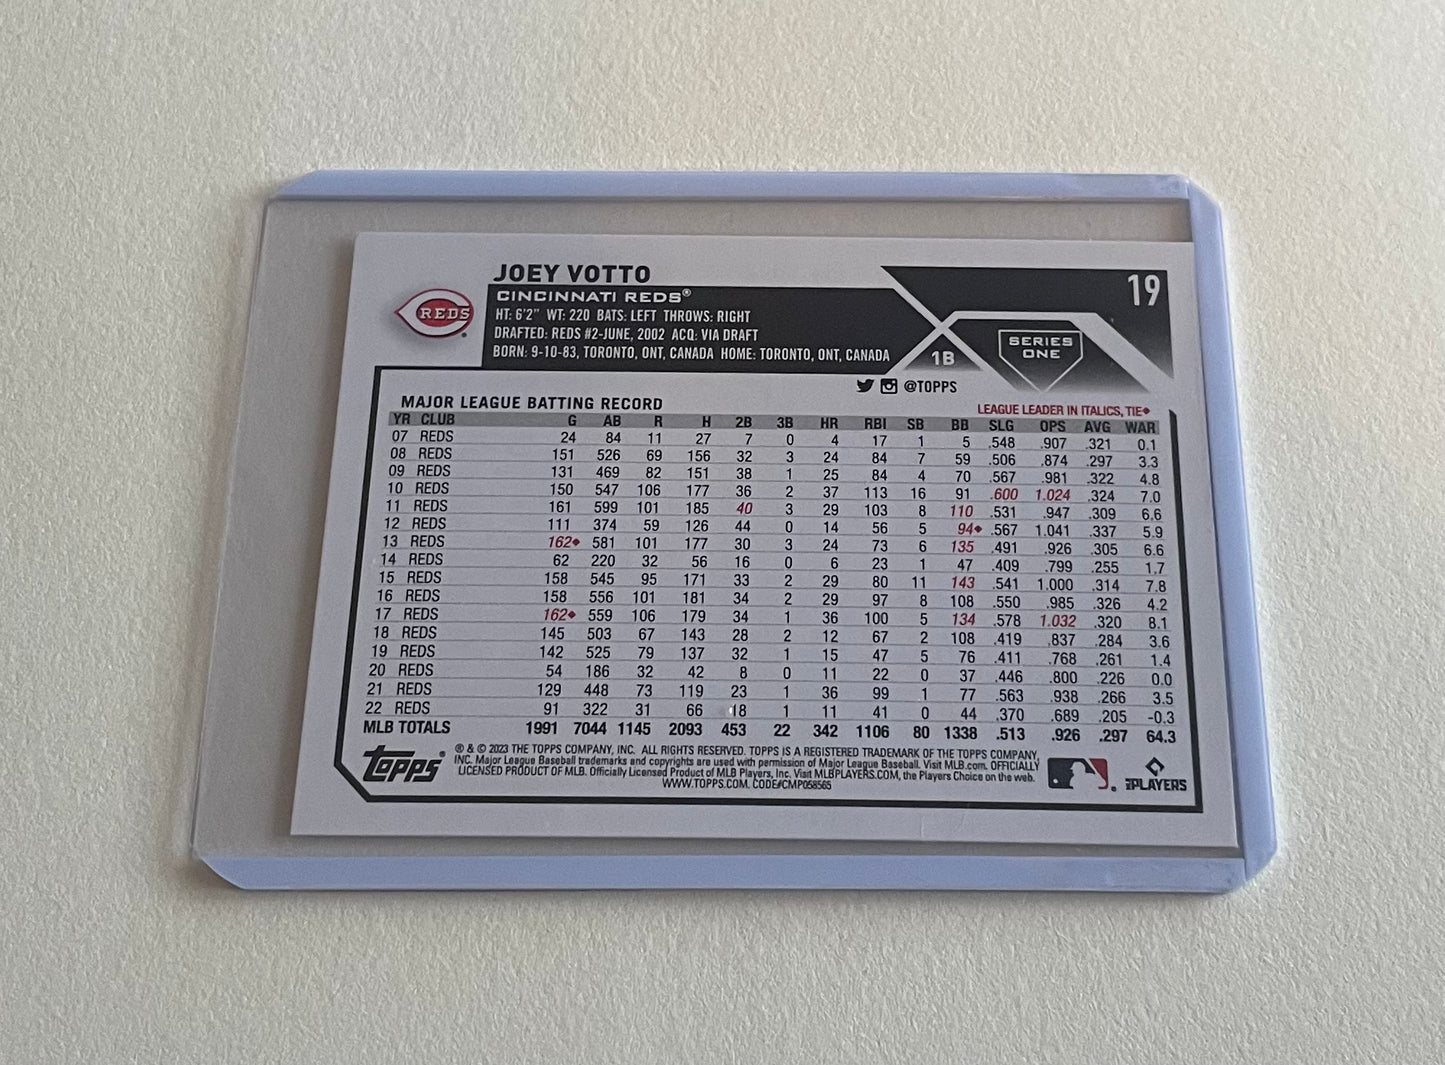 JOEY VOTTO
CINCINNATI REDS®
HT: 6'2" WT: 220 BATS: LEFT THROWS: RIGHT
DRAFTED: REDS #2-JUNE, 2002 ACQ: VIA DRAFT
BORN: 9-10-83, TORONTO, ONT, CANADA HOME: TORONTO, ONT, CANADA
REDS
19
1B
SERIES
ONE
@TOPPS
MAJOR LEAGUE BATTING RECORD
LEAGUE LEADER IN ITALICS, TIE◆
YR CLUB G AB R H 2B 3B HR RBI SB BB SLG OPS AVG WAR
07 REDS 24 84 11 27 7 0 4 17 1 5 .548 .907 .321 0.1
08 REDS 151 526 69 156 32 3 24 84 7 59 .506 .874 .297 3.3
09 REDS 131 469 82 151 38 1 25 84 4 70 .567 .981 .322 4.8
10 REDS 150 547 106 177 36 2 37 113 16 91 .600 1.024 .324 7.0
11 REDS 161 599 101 185 40 3 29 103 8 110 .531 .947 .309 6.6
12 REDS 111 374 59 126 44 0 14 56 5 94◆ .567 1.041 .337 5.9
13 REDS 162◆ 581 101 177 30 3 24 73 6 135 .491 .926 .305 6.6
14 REDS 62 220 32 56 16 0 6 23 1 47 .409 .799 .255 1.7
15 REDS 158 545 95 171 33 2 29 80 11 143 .541 1.000 .314 7.8
16 REDS 158 556 101 181 34 2 29 97 8 108 .550 .985 .326 4.2
17 REDS 162◆ 559 106 179 34 1 36 100 5 134 .578 1.032 .320 8.1
18 REDS 145 503 67 143 28 2 12 67 2 108 .419 .837 .284 3.6
19 REDS 142 525 79 137 32 1 15 47 5 76 .411 .768 .261 1.4
20 REDS 54 186 32 42 8 0 11 22 0 37 .446 .800 .226 0.0
21 REDS 129 448 73 119 23 1 36 99 1 77 .563 .938 .266 3.5
22 REDS 91 322 31 66 18 1 11 41 0 44 .370 .689 .205 -0.3
MLB TOTALS 1991 7044 1145 2093 453 22 342 1106 80 1338 .513 .926 .297 64.3
Topps®
® & © 2023 THE TOPPS COMPANY, INC. ALL RIGHTS RESERVED. TOPPS IS A REGISTERED TRADEMARK OF THE TOPPS COMPANY,
INC. Major League Baseball trademarks and copyrights are used with permission of Major League Baseball. Visit MLB.com. OFFICIALLY
LICENSED PRODUCT OF MLB. Officially Licensed Product of MLB Players, Inc. Visit MLBPLAYERS.COM, the Players Choice on the web.
WWW.TOPPS.COM. CODE#CMP058565
MLB PLAYERS